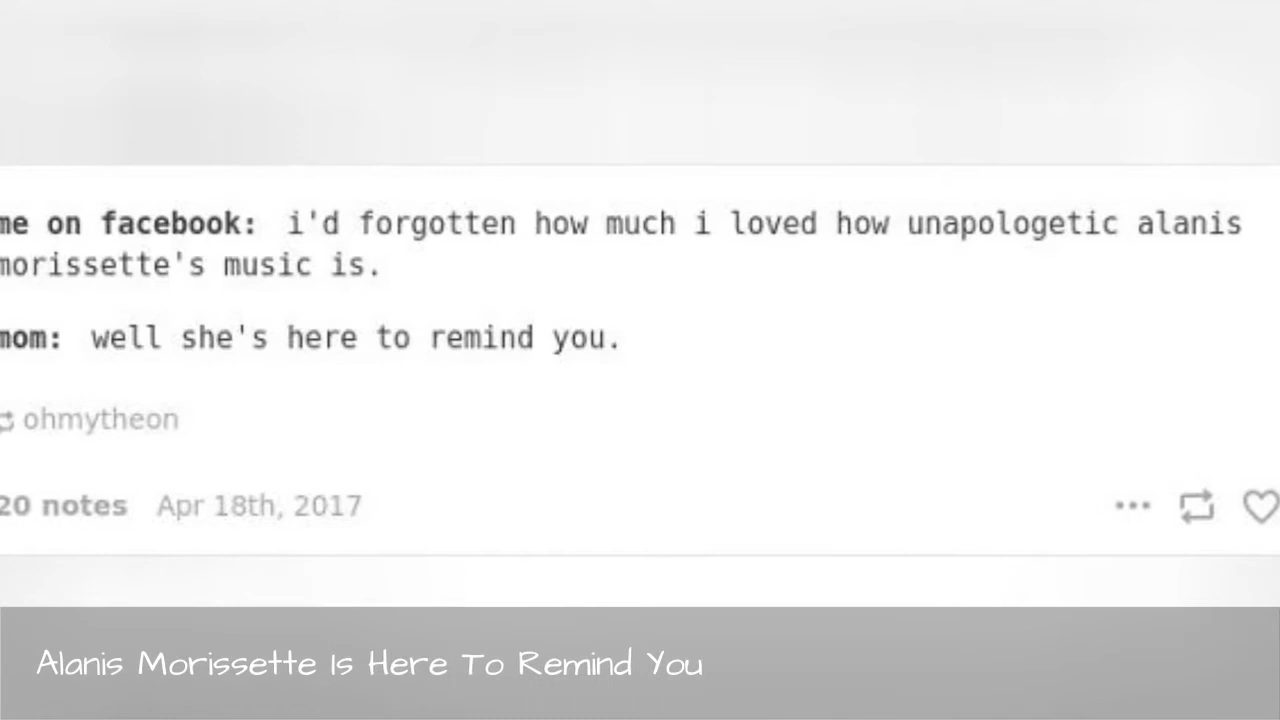 me on facebook: i'd forgotten how much i loved how unapologetic alanis
morissette's music is.
mom: well she's here to remind you.
ohmytheon
20 notes Apr 18th, 2017
Alanis Morissette Is Here To Remind You